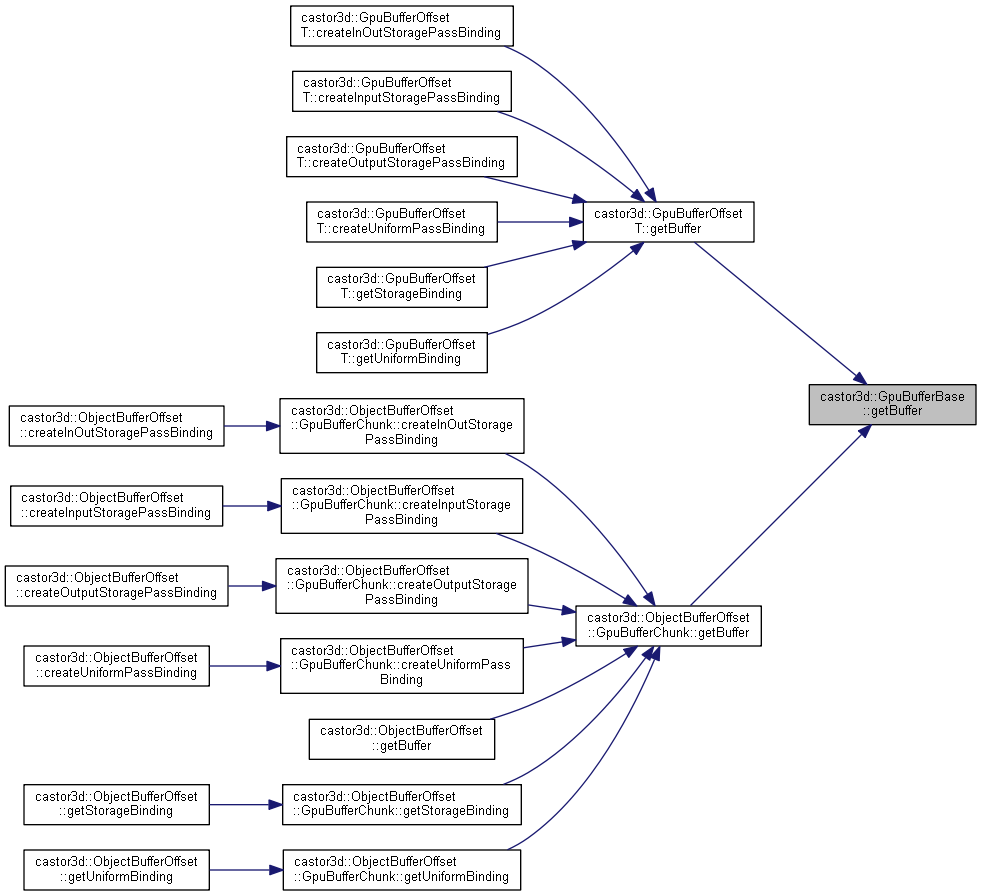 castor3d::GpuBufferOffset
T::createInOutStoragePassBinding
castor3d::GpuBufferOffset
T::createInputStoragePassBinding
castor3d::GpuBufferOffset
T::createOutputStoragePassBinding
castor3d::GpuBufferOffset
T::createUniformPassBinding
castor3d::GpuBufferOffset
T::getStorageBinding
castor3d::GpuBufferOffset
T::getUniformBinding
castor3d::GpuBufferOffset
T::getBuffer
castor3d::GpuBufferBase
::getBuffer
castor3d::ObjectBufferOffset
::createInOutStoragePassBinding
castor3d::ObjectBufferOffset
::GpuBufferChunk::createInOutStorage
PassBinding
castor3d::ObjectBufferOffset
::createInputStoragePassBinding
castor3d::ObjectBufferOffset
::GpuBufferChunk::createInputStorage
PassBinding
castor3d::ObjectBufferOffset
::createOutputStoragePassBinding
castor3d::ObjectBufferOffset
::GpuBufferChunk::createOutputStorage
PassBinding
castor3d::ObjectBufferOffset
::GpuBufferChunk::getBuffer
castor3d::ObjectBufferOffset
::createUniformPassBinding
castor3d::ObjectBufferOffset
::GpuBufferChunk::createUniformPass
Binding
castor3d::ObjectBufferOffset
::getBuffer
castor3d::ObjectBufferOffset
::getStorageBinding
castor3d::ObjectBufferOffset
::GpuBufferChunk::getStorageBinding
castor3d::ObjectBufferOffset
::getUniformBinding
castor3d::ObjectBufferOffset
::GpuBufferChunk::getUniformBinding